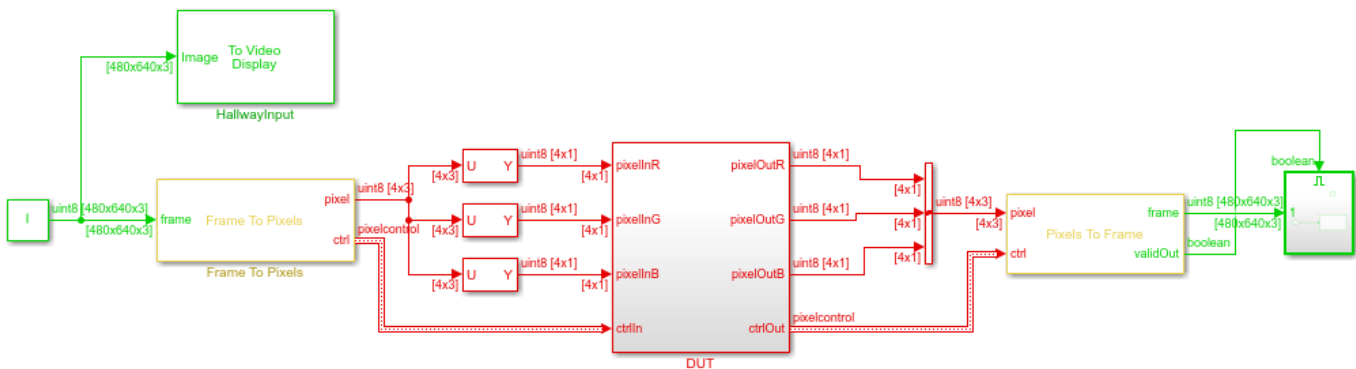 To Video
Display
Image
[480x640x3]
HallwayInput
I
uint8 [480x640x3]
[480x640x3]
frame
Frame To Pixels
pixel
ctrl
Frame To Pixels
uint8 [4x3]
pixelcontrol
[4x3]
U Y
uint8 [4x1]
[4x1]
[4x3]
U Y
uint8 [4x1]
[4x1]
[4x3]
U Y
uint8 [4x1]
[4x1]
pixelInR
pixelInG
pixelInB
ctrlIn
pixelOutR
pixelOutG
pixelOutB
ctrlOut
DUT
uint8 [4x1]
[4x1]
uint8 [4x1]
[4x1]
uint8 [4x1]
[4x1]
pixelcontrol
uint8 [4x3]
[4x3]
pixel
ctrl
Pixels To Frame
frame
validOut
uint8 [480x640x3]
[480x640x3]
boolean
boolean
1